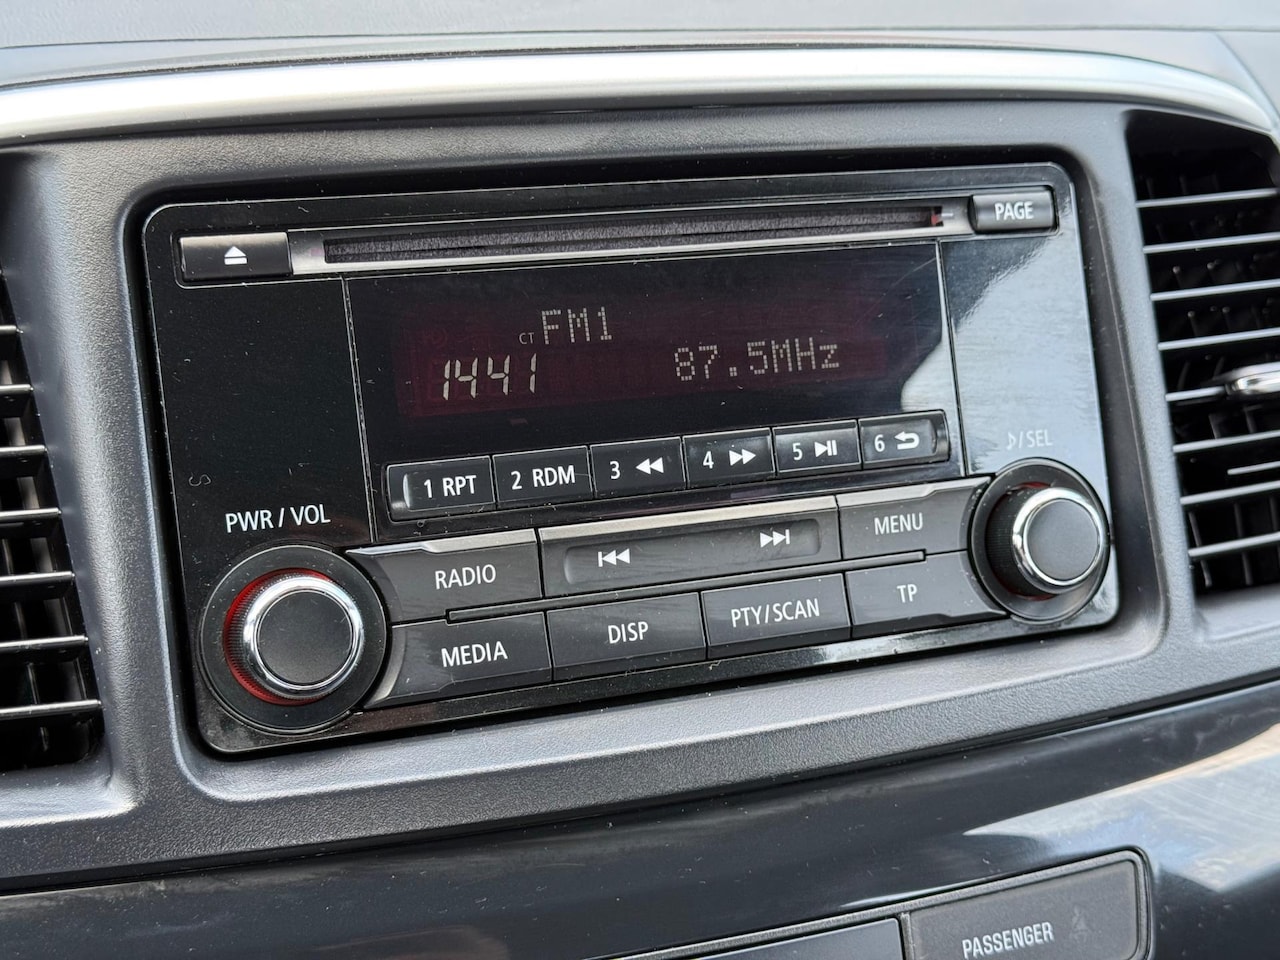 PAGE
CT FM1
1441 87.5MHz
♪/SEL
1 RPT 2 RDM 3 4 5 6
PWR / VOL
RADIO MENU
MEDIA DISP PTY/SCAN TP
PASSENGER